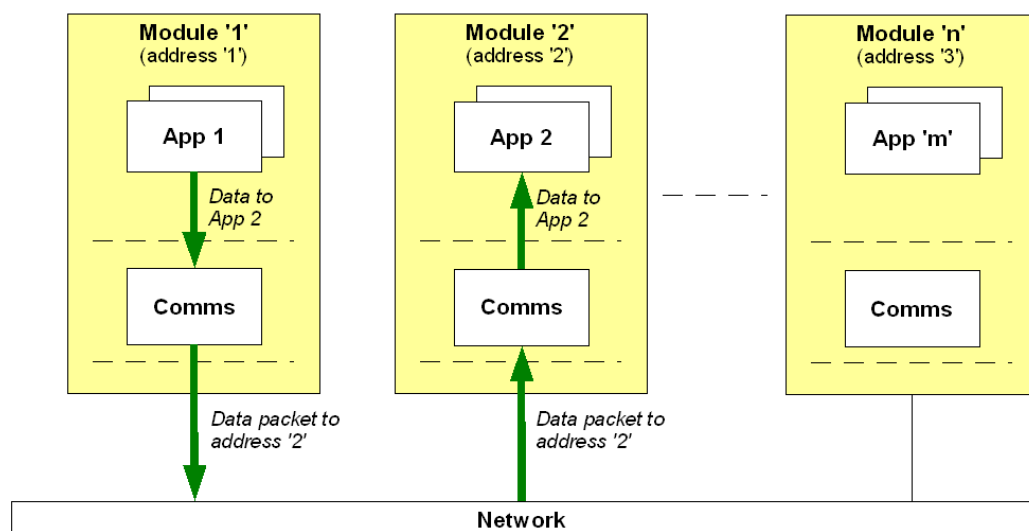 Module '1'
(address '1')
App 1
Data to
App 2
Comms
Data packet to
address '2'
Module '2'
(address '2')
App 2
Data to
App 2
Comms
Data packet to
address '2'
Module 'n'
(address '3')
App 'm'
Comms
Network